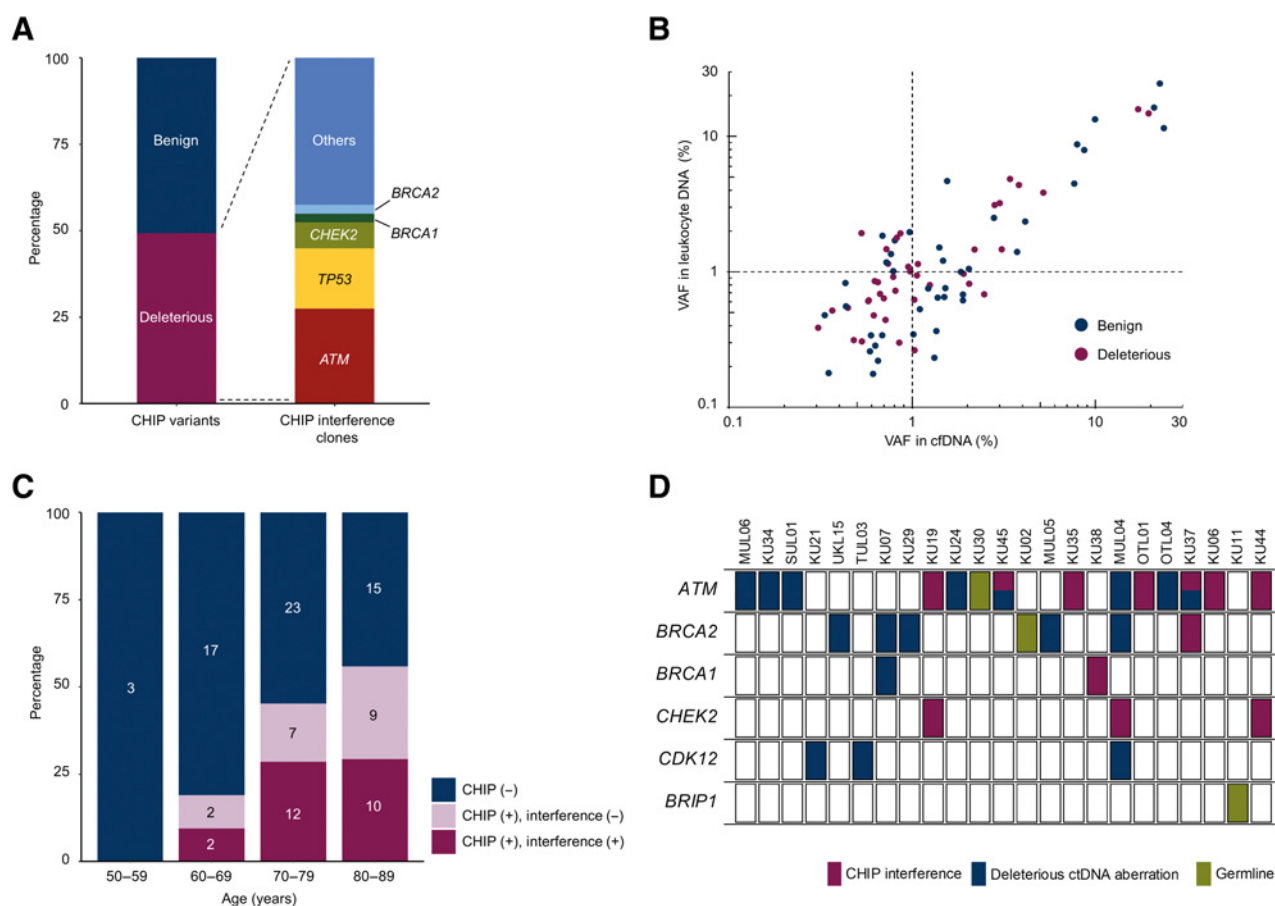 A
100
75
50
25
0
Percentage
Benign
Deleterious
Others
BRCA2
BRCA1
CHEK2
TP53
ATM
CHIP variants
CHIP interference
clones
B
30
10
1
0.1
VAF in leukocyte DNA (%)
Benign
Deleterious
0.1
1
10
30
VAF in cfDNA (%)
C
100
75
50
25
0
Percentage
3
17
2
2
23
7
12
15
9
10
CHIP (–)
CHIP (+), interference (–)
CHIP (+), interference (+)
50–59
60–69
70–79
80–89
Age (years)
D
MUL06
KU34
SUL01
KU21
UKL15
TUL03
KU07
KU29
KU19
KU24
KU30
KU45
KU02
MUL05
KU35
KU38
MUL04
OTL01
OTL04
KU37
KU06
KU11
KU44
ATM
BRCA2
BRCA1
CHEK2
CDK12
BRIP1
CHIP interference
Deleterious ctDNA aberration
Germline